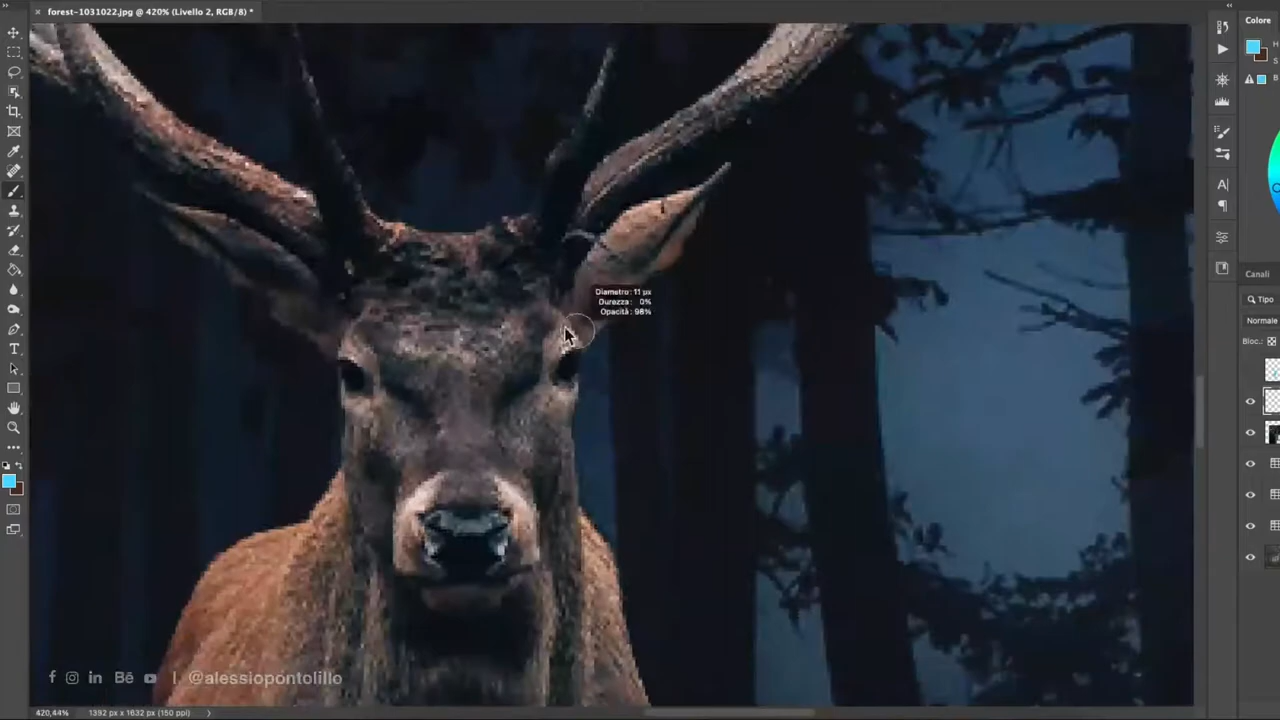 forest-1031022.jpg @ 420% (Livello 2, RGB/8) *
Colore
H
S
B
A|
Canali
Tipo
Normale
Bloc.:
Diametro: 11 px
Durezza: 0%
Opacità: 98%
T
Bē | @alessiopontolillo
420,44% 1392 px x 1632 px (150 ppi)